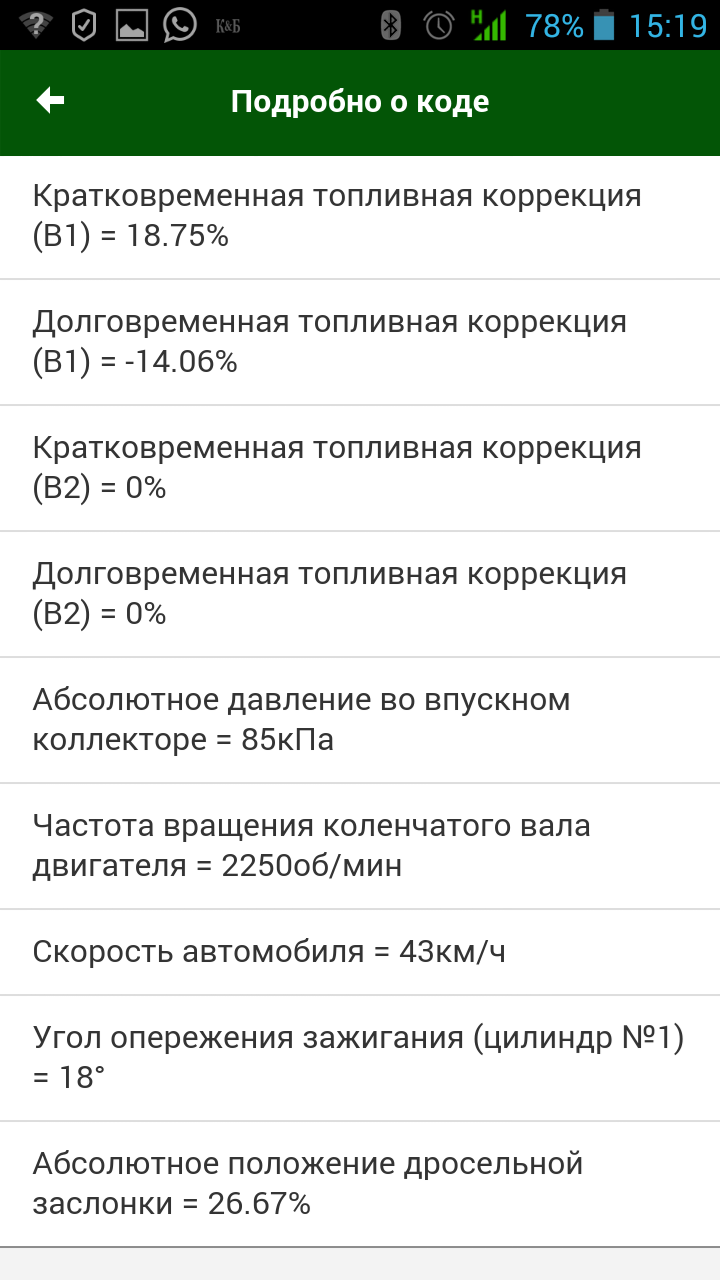 К&Б
78%
15:19
Подробно о коде
Кратковременная топливная коррекция
(B1) = 18.75%
Долговременная топливная коррекция
(B1) = -14.06%
Кратковременная топливная коррекция
(B2) = 0%
Долговременная топливная коррекция
(B2) = 0%
Абсолютное давление во впускном
коллекторе = 85кПа
Частота вращения коленчатого вала
двигателя = 2250об/мин
Скорость автомобиля = 43км/ч
Угол опережения зажигания (цилиндр №1)
= 18°
Абсолютное положение дросельной
заслонки = 26.67%